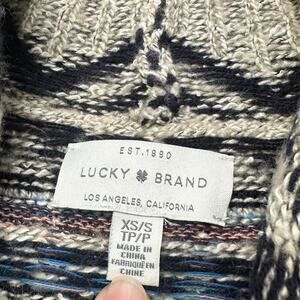 EST. 1990
LUCKY BRAND
LOS ANGELES, CALIFORNIA
XS/S
TP/P
MADE IN
CHINA
FABRIQUÉ EN
CHINE